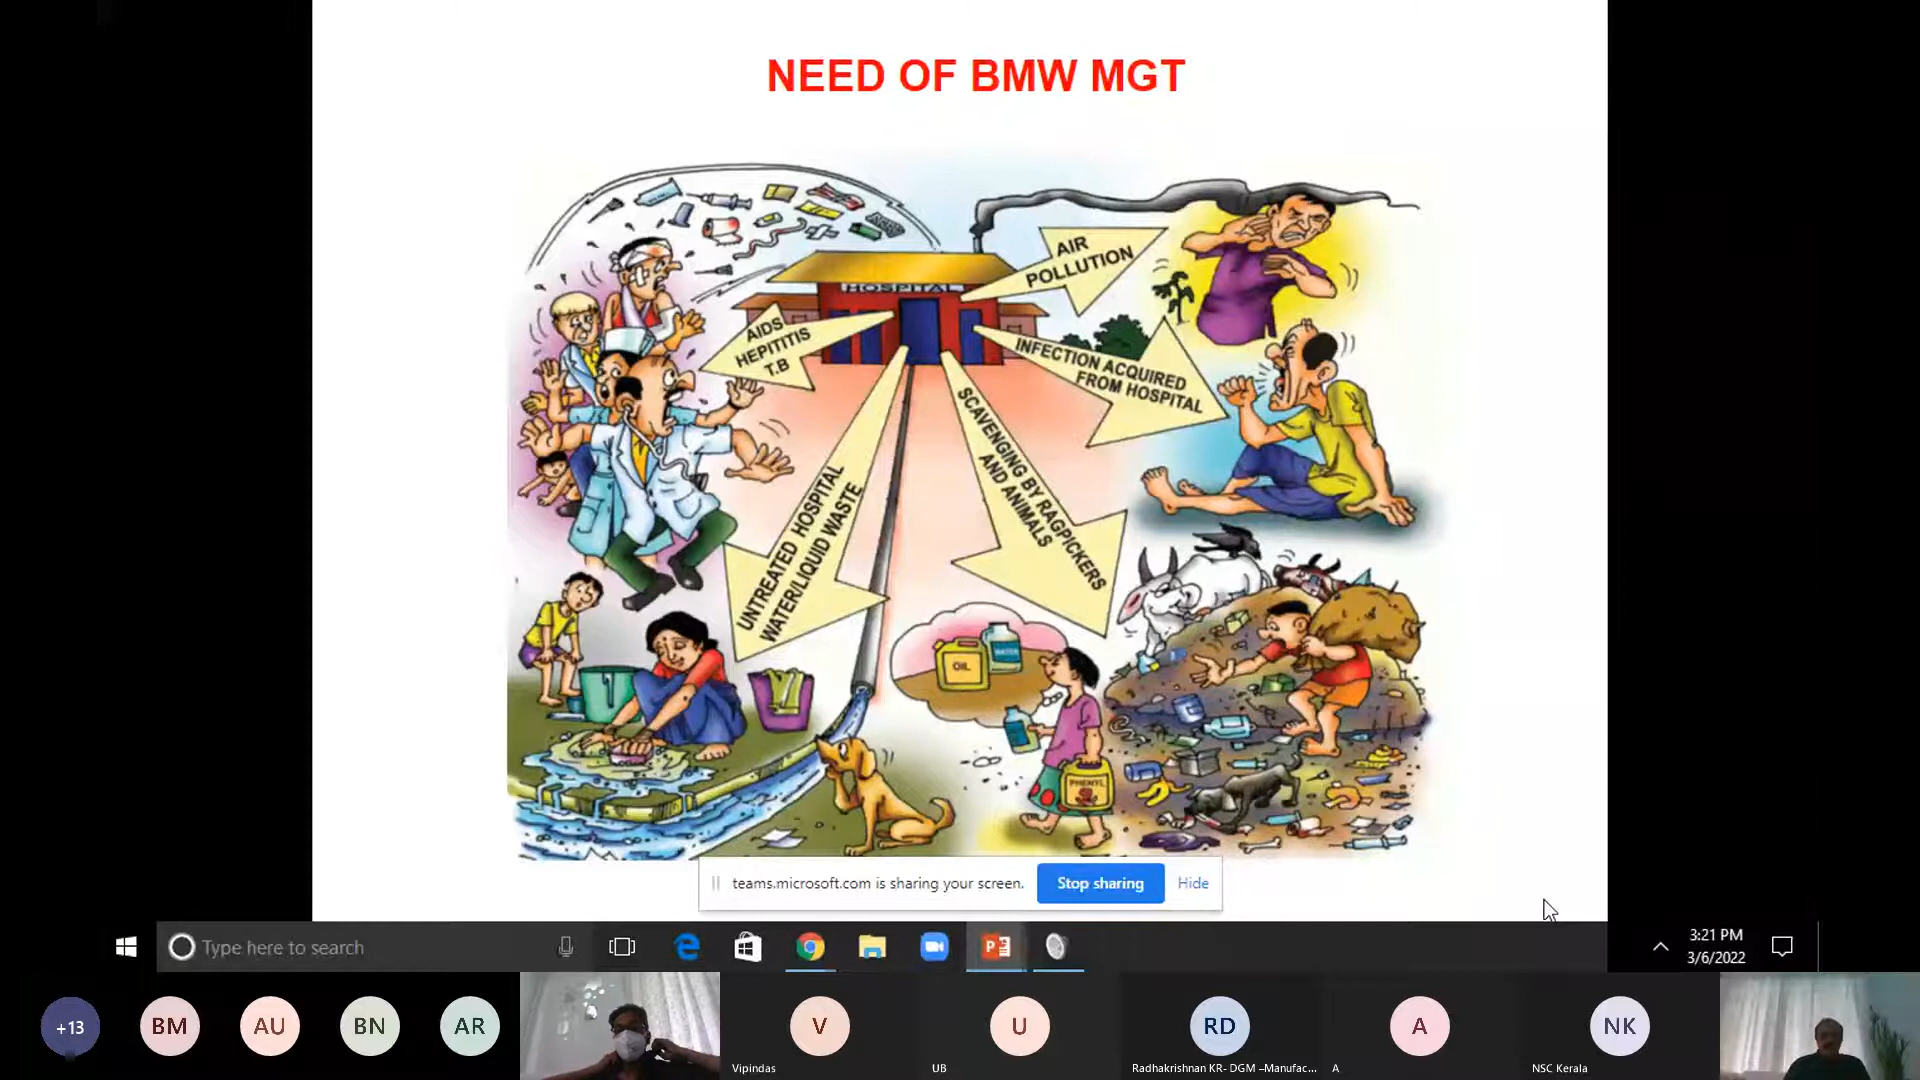 NEED OF BMW MGT
HOSPITAL
AIR
POLLUTION
AIDS
HEPITITIS
T.B
INFECTION ACQUIRED
FROM HOSPITAL
SCAVENGING BY RAGPICKERS
AND ANIMALS
UNTREATED HOSPITAL
WATER/LIQUID WASTE
OIL
WATER
PHENYL
teams.microsoft.com is sharing your screen.
Stop sharing
Hide
Type here to search
3:21 PM
3/6/2022
+13
BM
AU
BN
AR
V
Vipindas
U
UB
RD
Radhakrishnan KR- DGM –Manufac...
A
A
NK
NSC Kerala